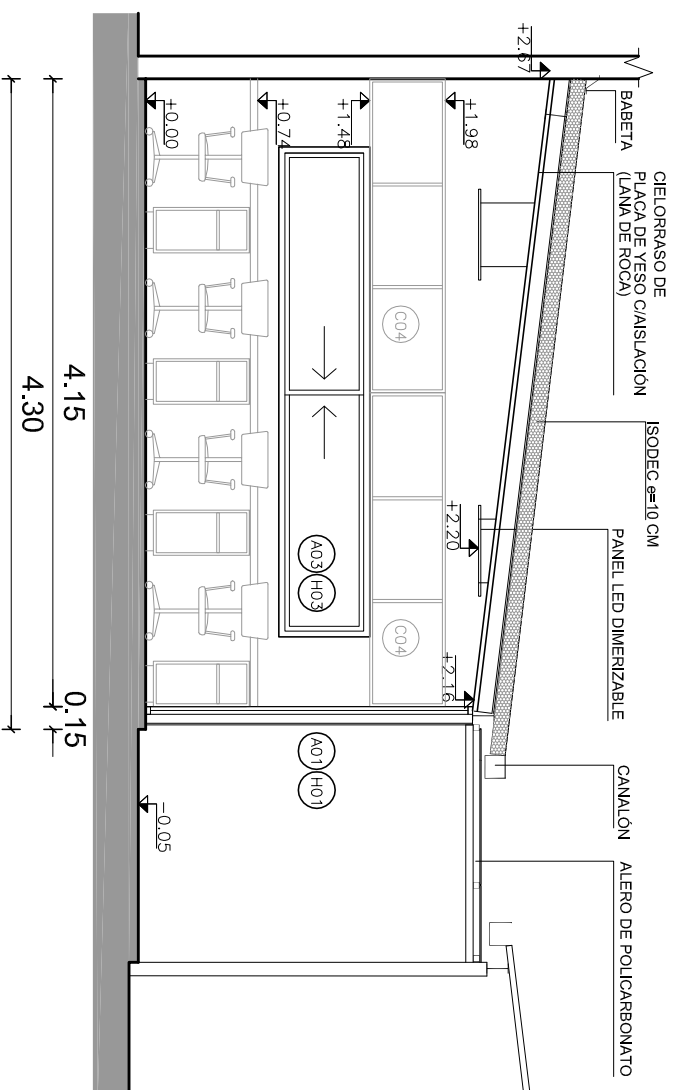 BABETA
CIELORRASO DE
PLACA DE YESO C/AISLACIÓN
(LANA DE ROCA)
ISODEC e=10 CM
PANEL LED DIMERIZABLE
CANALÓN
ALERO DE POLICARBONATO
+2.67
+1.98
+1.48
+0.74
+0.00
+2.20
+2.16
-0.05
C04
C04
A03
H03
A01
H01
4.15
0.15
4.30